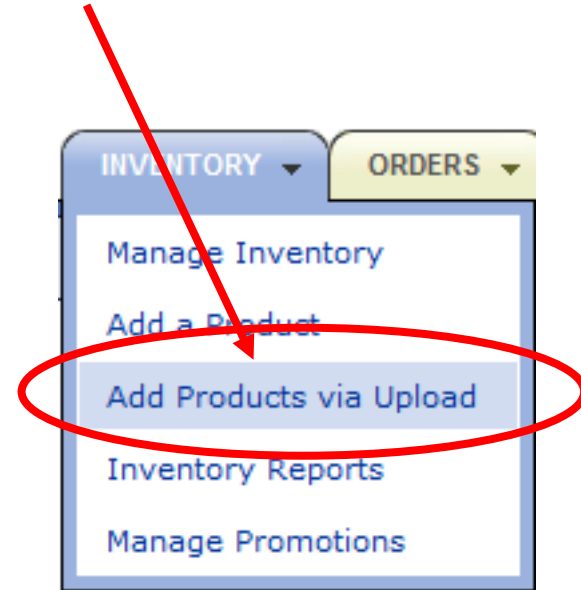 INVENTORY ORDERS
Manage Inventory
Add a Product
Add Products via Upload
Inventory Reports
Manage Promotions